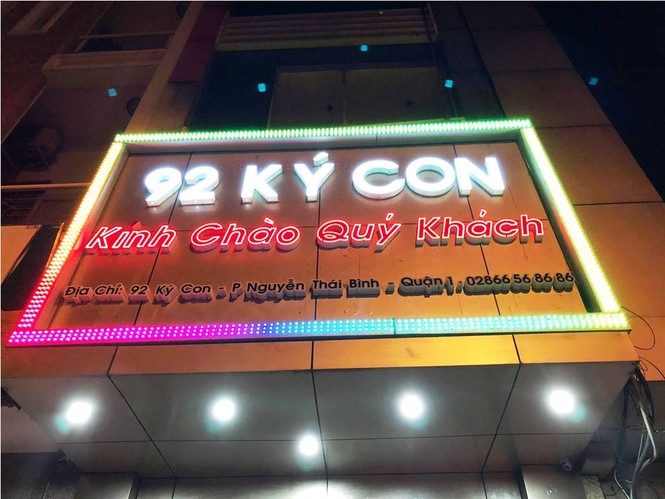 92 KÝ CON
Kính Chào Quý Khách
Địa Chỉ: 92 Ký Con - P Nguyễn Thái Bình - Quận 1, 02866 56 86 86